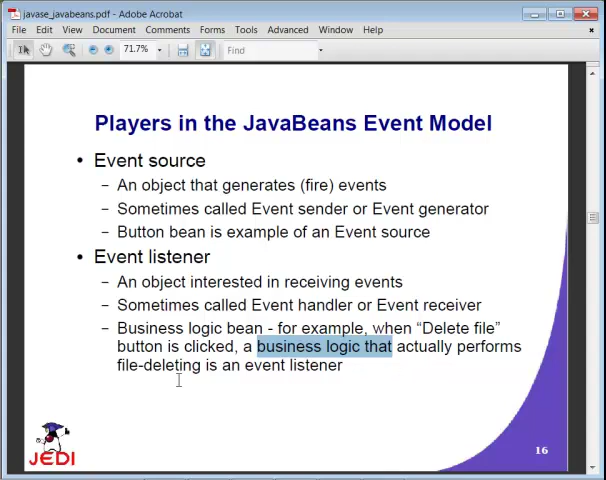 javase_javabeans.pdf - Adobe Acrobat
File Edit View Document Comments Forms Tools Advanced Window Help
71.7% Find
Players in the JavaBeans Event Model
• Event source
– An object that generates (fire) events
– Sometimes called Event sender or Event generator
– Button bean is example of an Event source
• Event listener
– An object interested in receiving events
– Sometimes called Event handler or Event receiver
– Business logic bean - for example, when “Delete file”
button is clicked, a business logic that actually performs
file-deleting is an event listener
JEDI
16